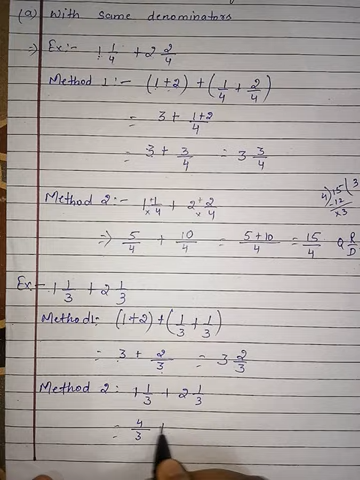 (a) With same denominators
=) Ex:- 1 1/4 + 2 2/4
Method 1:- (1+2) + (1/4 + 2/4)
= 3 + 1+2/4
= 3 + 3/4 = 3 3/4
Method 2:- 1 1/4 + 2 2/4
4)15(3
-12
x3
=) 5/4 + 10/4 = 5+10/4 = 15/4 Q R/D
Ex:- 1 1/3 + 2 1/3
Method1: (1+2) + (1/3 + 1/3)
= 3 + 2/3 = 3 2/3
Method 2: 1 1/3 + 2 1/3
= 4/3